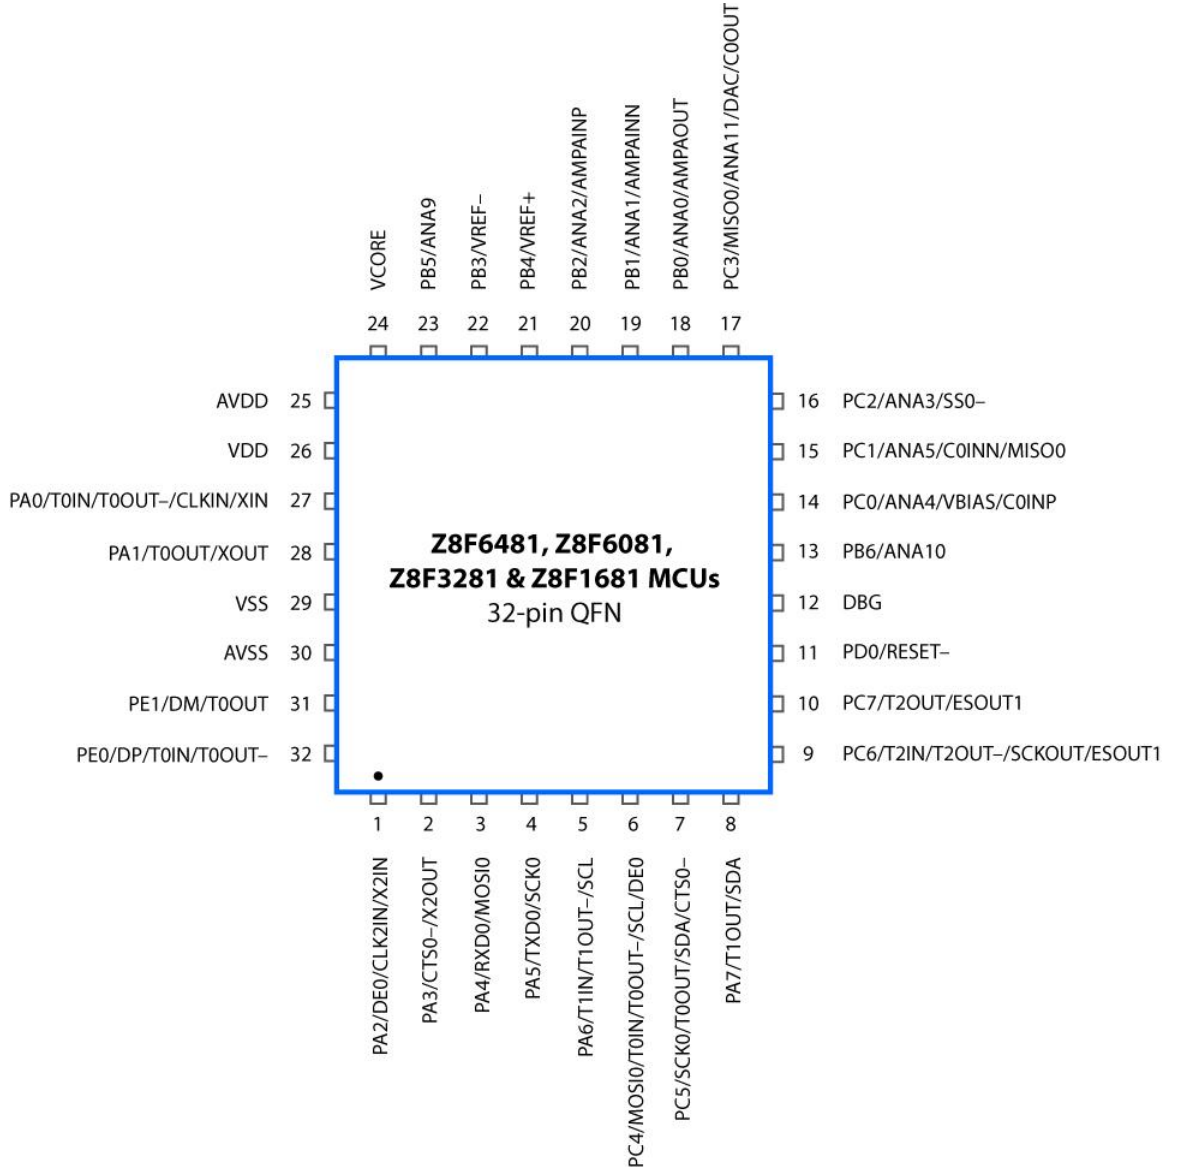 VCORE
PB5/ANA9
PB3/VREF–
PB4/VREF+
PB2/ANA2/AMPAINP
PB1/ANA1/AMPAINN
PB0/ANA0/AMPAOUT
PC3/MISO0/ANA11/DAC/C0OUT
24 23 22 21 20 19 18 17
AVDD 25
VDD 26
PA0/T0IN/T0OUT–/CLKIN/XIN 27
PA1/T0OUT/XOUT 28
VSS 29
AVSS 30
PE1/DM/T0OUT 31
PE0/DP/T0IN/T0OUT– 32
Z8F6481, Z8F6081,
Z8F3281 & Z8F1681 MCUs
32-pin QFN
16 PC2/ANA3/SS0–
15 PC1/ANA5/C0INN/MISO0
14 PC0/ANA4/VBIAS/C0INP
13 PB6/ANA10
12 DBG
11 PD0/RESET–
10 PC7/T2OUT/ESOUT1
9 PC6/T2IN/T2OUT–/SCKOUT/ESOUT1
1 2 3 4 5 6 7 8
PA2/DE0/CLK2IN/X2IN
PA3/CTS0–/X2OUT
PA4/RXD0/MOSI0
PA5/TXD0/SCK0
PA6/T1IN/T1OUT–/SCL
PC4/MOSI0/T0IN/T0OUT–/SCL/DE0
PC5/SCK0/T0OUT/SDA/CTS0–
PA7/T1OUT/SDA